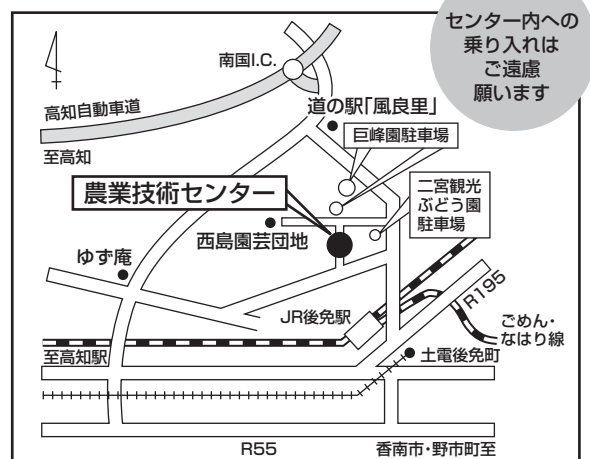 センター内への
乗り入れは
ご遠慮
願います
南国I.C.
高知自動車道
道の駅「風良里」
至高知
巨峰園駐車場
農業技術センター
二宮観光
ぶどう園
駐車場
西島園芸団地
ゆず庵
R195
JR後免駅
ごめん・
なはり線
至高知駅
土電後免町
R55
香南市・野市町至